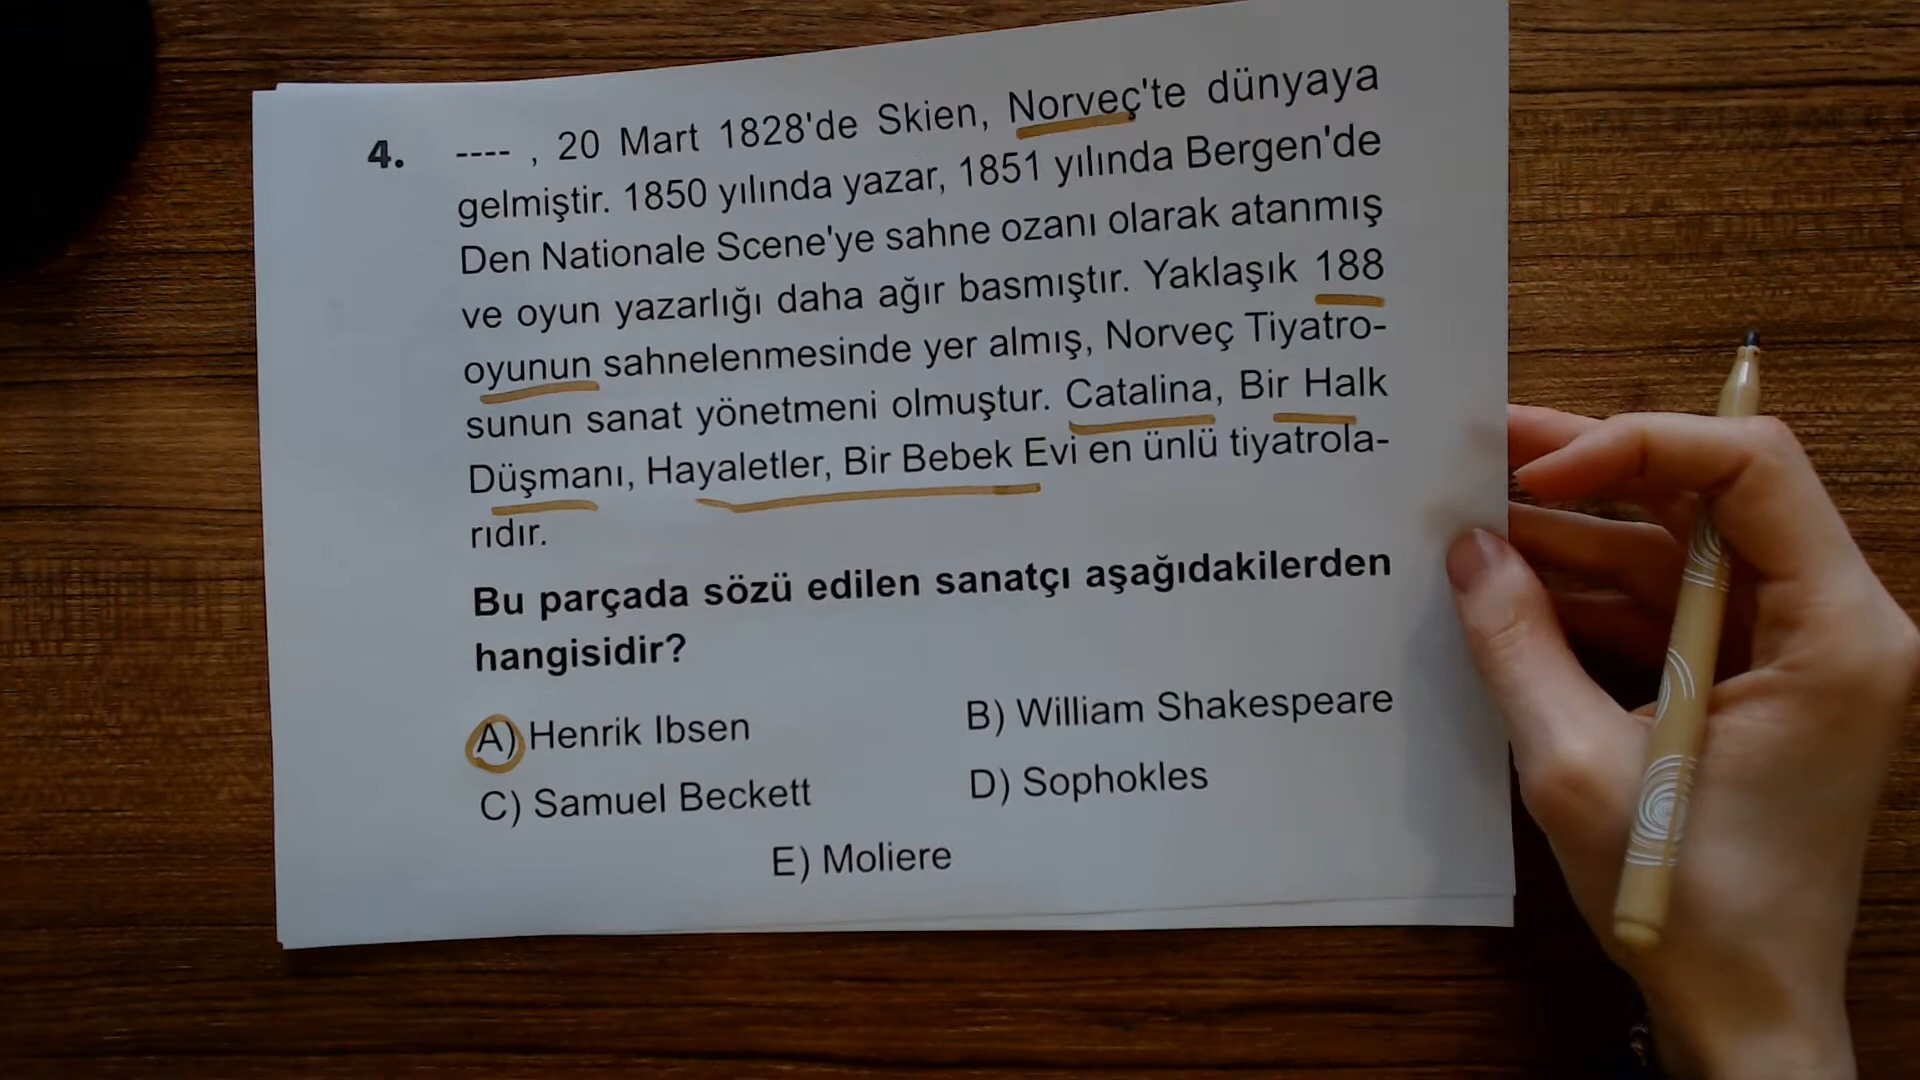 4. ---- , 20 Mart 1828'de Skien, Norveç'te dünyaya
gelmiştir. 1850 yılında yazar, 1851 yılında Bergen'de
Den Nationale Scene'ye sahne ozanı olarak atanmış
ve oyun yazarlığı daha ağır basmıştır. Yaklaşık 188
oyunun sahnelenmesinde yer almış, Norveç Tiyatro-
sunun sanat yönetmeni olmuştur. Catalina, Bir Halk
Düşmanı, Hayaletler, Bir Bebek Evi en ünlü tiyatrola-
rıdır.
Bu parçada sözü edilen sanatçı aşağıdakilerden
hangisidir?
A) Henrik Ibsen B) William Shakespeare
C) Samuel Beckett D) Sophokles
E) Moliere